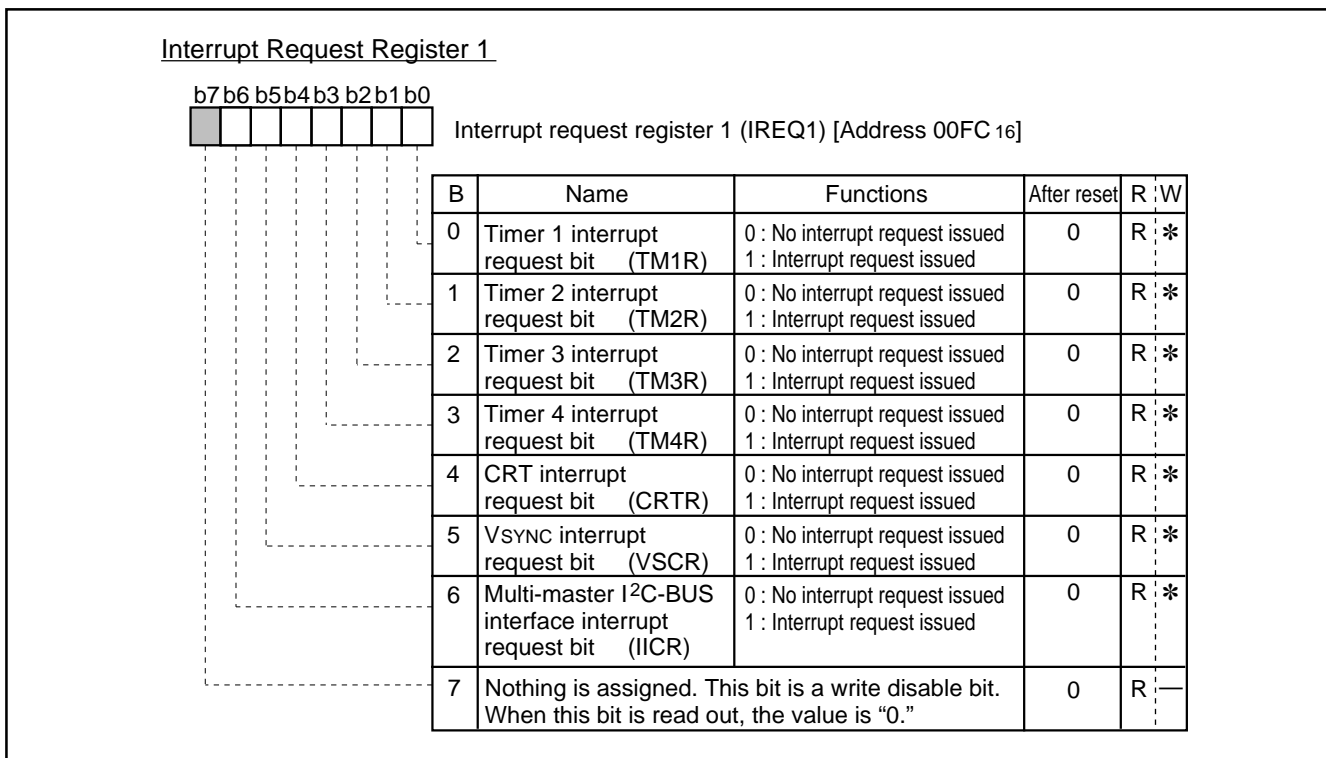 Interrupt Request Register 1
b7 b6 b5 b4 b3 b2 b1 b0
Interrupt request register 1 (IREQ1) [Address 00FC 16]
B Name Functions After reset R W
0 Timer 1 interrupt request bit (TM1R) 0 : No interrupt request issued 1 : Interrupt request issued 0 R ✻
1 Timer 2 interrupt request bit (TM2R) 0 : No interrupt request issued 1 : Interrupt request issued 0 R ✻
2 Timer 3 interrupt request bit (TM3R) 0 : No interrupt request issued 1 : Interrupt request issued 0 R ✻
3 Timer 4 interrupt request bit (TM4R) 0 : No interrupt request issued 1 : Interrupt request issued 0 R ✻
4 CRT interrupt request bit (CRTR) 0 : No interrupt request issued 1 : Interrupt request issued 0 R ✻
5 VSYNC interrupt request bit (VSCR) 0 : No interrupt request issued 1 : Interrupt request issued 0 R ✻
6 Multi-master I2C-BUS interface interrupt request bit (IICR) 0 : No interrupt request issued 1 : Interrupt request issued 0 R ✻
7 Nothing is assigned. This bit is a write disable bit. When this bit is read out, the value is “0.” 0 R —